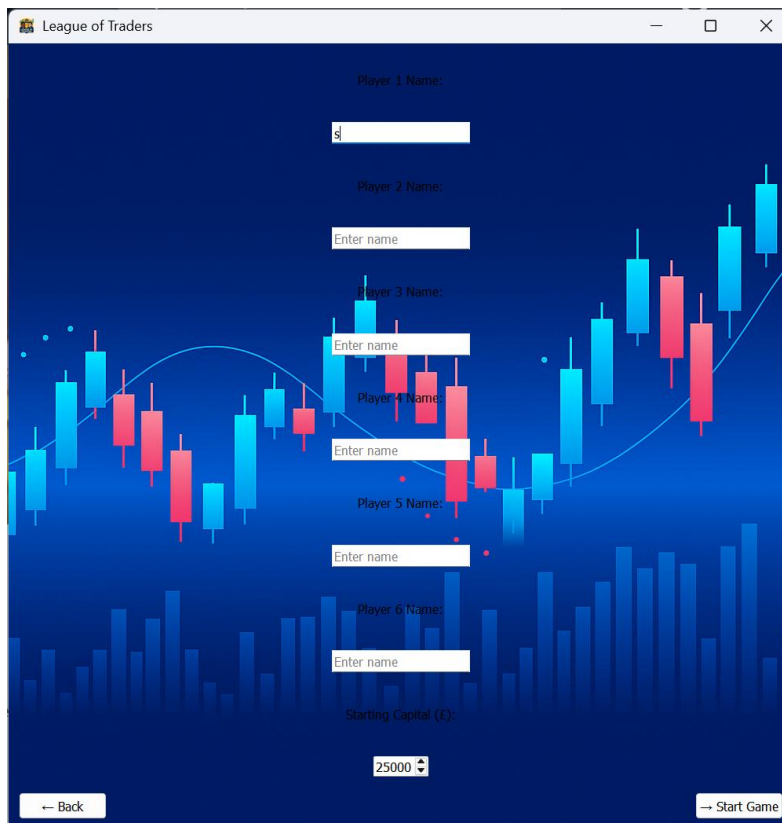 League of Traders
Player 1 Name:
s
Player 2 Name:
Enter name
Player 3 Name:
Enter name
Player 4 Name:
Enter name
Player 5 Name:
Enter name
Player 6 Name:
Enter name
Starting Capital (£):
25000
← Back
→ Start Game